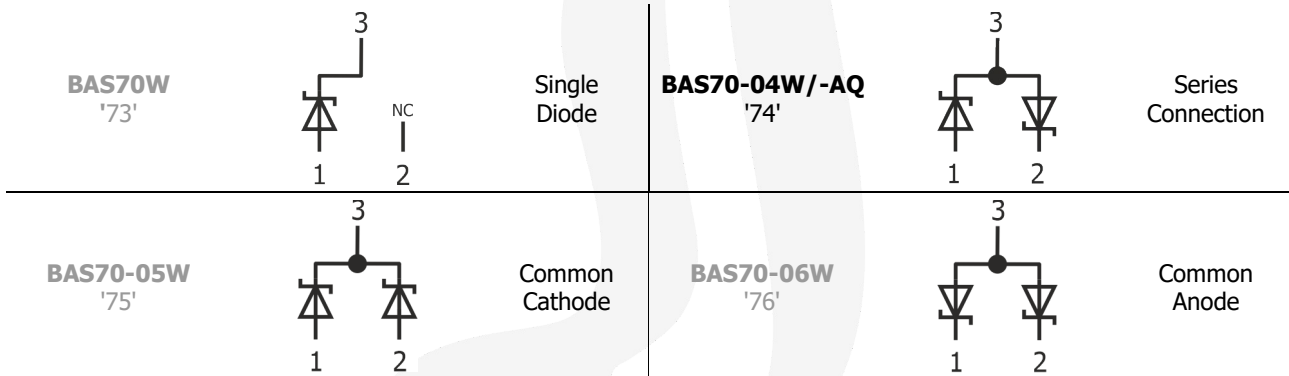 3
BAS70W
'73'
NC
1 2
Single
Diode
3
BAS70-04W/-AQ
'74'
1 2
Series
Connection
3
BAS70-05W
'75'
1 2
Common
Cathode
3
BAS70-06W
'76'
1 2
Common
Anode